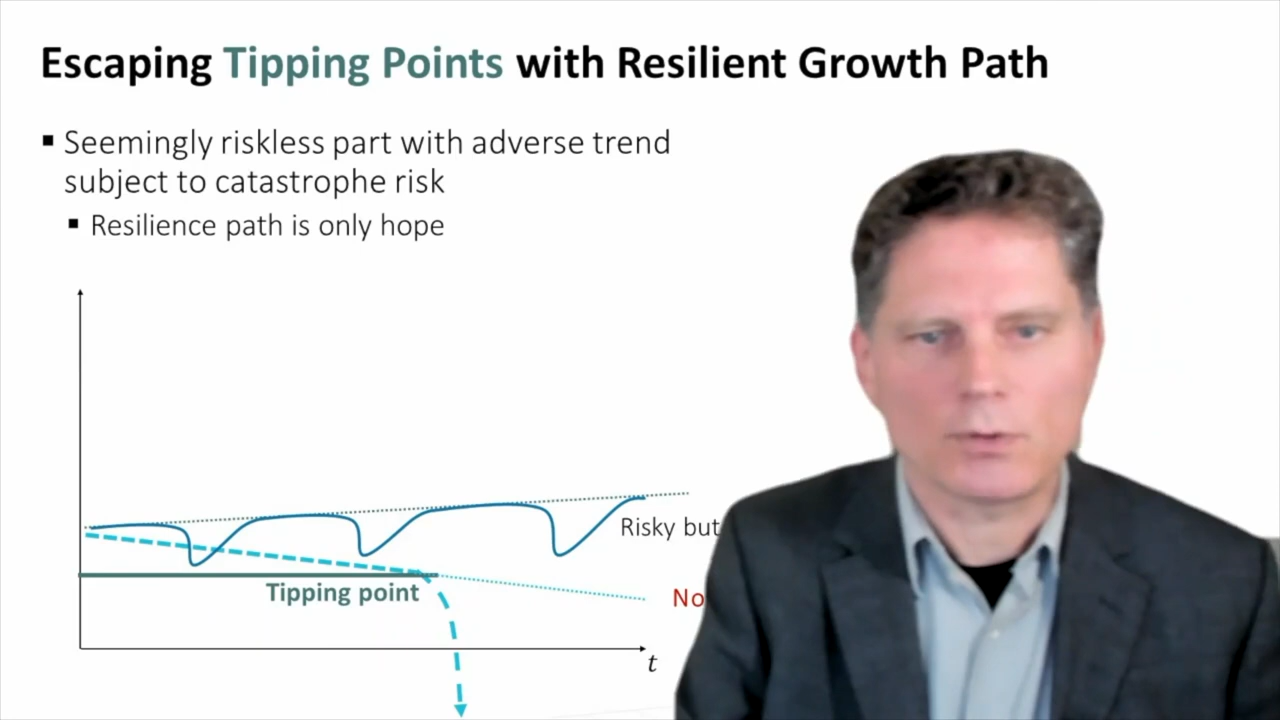 Escaping Tipping Points with Resilient Growth Path
▪ Seemingly riskless part with adverse trend
subject to catastrophe risk
▪ Resilience path is only hope
Risky but
Tipping point
No
t